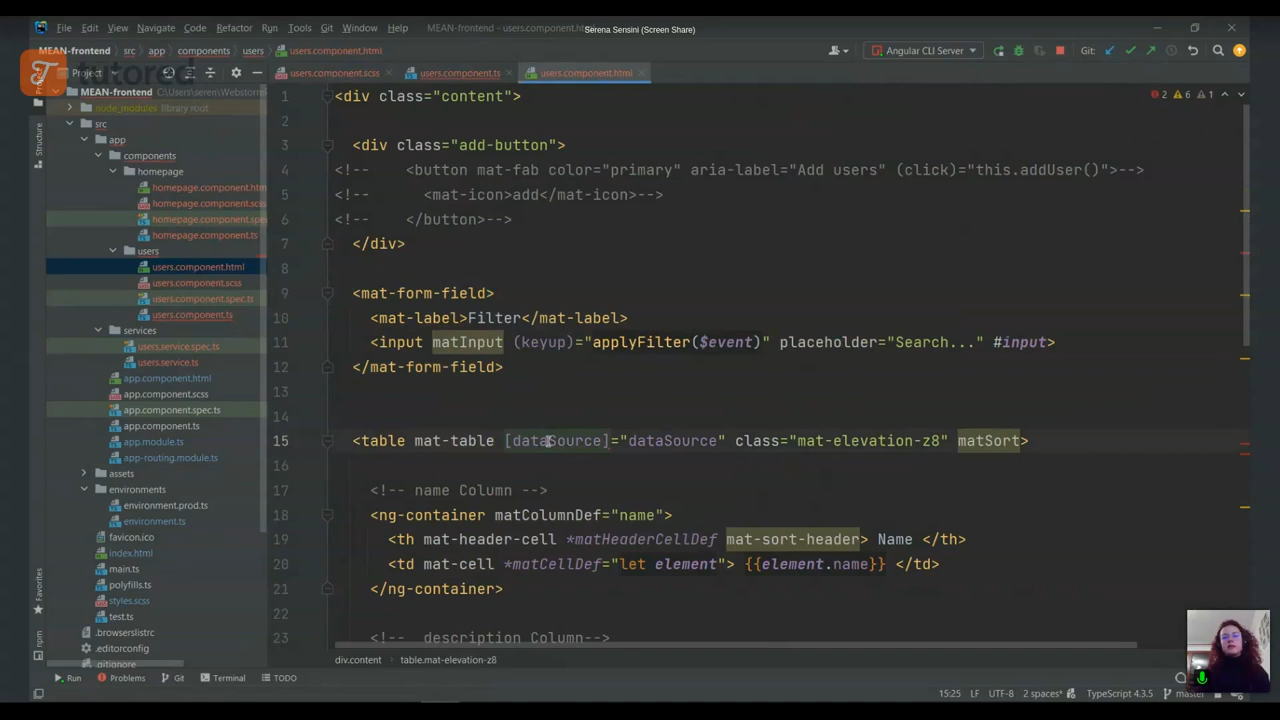 File Edit View Navigate Code Refactor Run Tools Git Window Help
Serena Sensini (Screen Share)
MEAN-frontend src app components users users.component.html
Angular CLI Server
Git:
tutored
Project
users.component.scss
users.component.ts
users.component.html
MEAN-frontend
node_modules library root
src
app
components
homepage
homepage.component.htm
homepage.component.scs
homepage.component.spe
homepage.component.ts
users
users.component.html
users.component.scss
users.component.spec.ts
users.component.ts
services
users.service.spec.ts
users.service.ts
app.component.html
app.component.scss
app.component.spec.ts
app.component.ts
app.module.ts
app-routing.module.ts
assets
environments
environment.prod.ts
environment.ts
favicon.ico
index.html
main.ts
polyfills.ts
styles.scss
test.ts
.browserslistrc
.editorconfig
.gitignore
Structure
Favorites
npm
2 6 1
1 <div class="content">
2
3 <div class="add-button">
4 <!-- <button mat-fab color="primary" aria-label="Add users" (click)="this.addUser()">-->
5 <!-- <mat-icon>add</mat-icon>-->
6 <!-- </button>-->
7 </div>
8
9 <mat-form-field>
10 <mat-label>Filter</mat-label>
11 <input matInput (keyup)="applyFilter($event)" placeholder="Search..." #input>
12 </mat-form-field>
13
14
15 <table mat-table [dataSource]="dataSource" class="mat-elevation-z8" matSort>
16
17 <!-- name Column -->
18 <ng-container matColumnDef="name">
19 <th mat-header-cell *matHeaderCellDef mat-sort-header> Name </th>
20 <td mat-cell *matCellDef="let element"> {{element.name}} </td>
21 </ng-container>
22
23 <!-- description Column-->
div.content table.mat-elevation-z8
Run Problems Git Terminal TODO
15:25 LF UTF-8 2 spaces* TypeScript 4.3.5 master